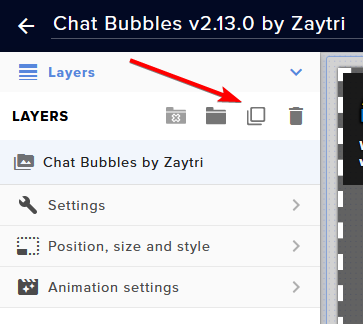 Chat Bubbles v2.13.0 by Zaytri
Layers
LAYERS
Chat Bubbles by Zaytri
Settings
Position, size and style
Animation settings